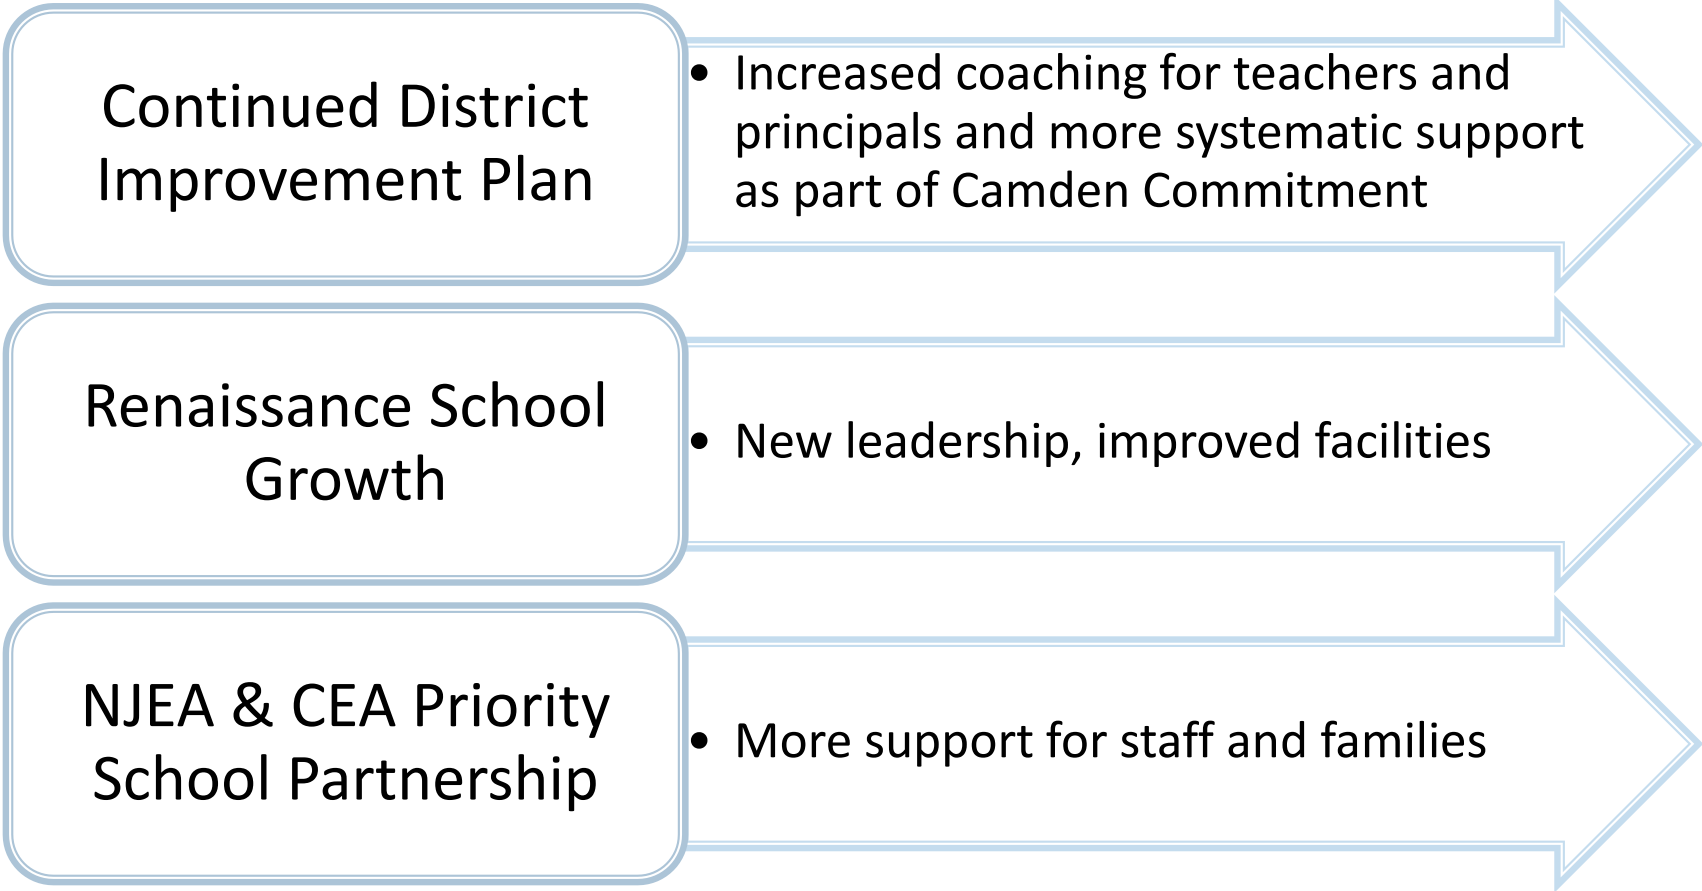 Continued District
Improvement Plan
• Increased coaching for teachers and
principals and more systematic support
as part of Camden Commitment
Renaissance School
Growth
• New leadership, improved facilities
NJEA & CEA Priority
School Partnership
• More support for staff and families